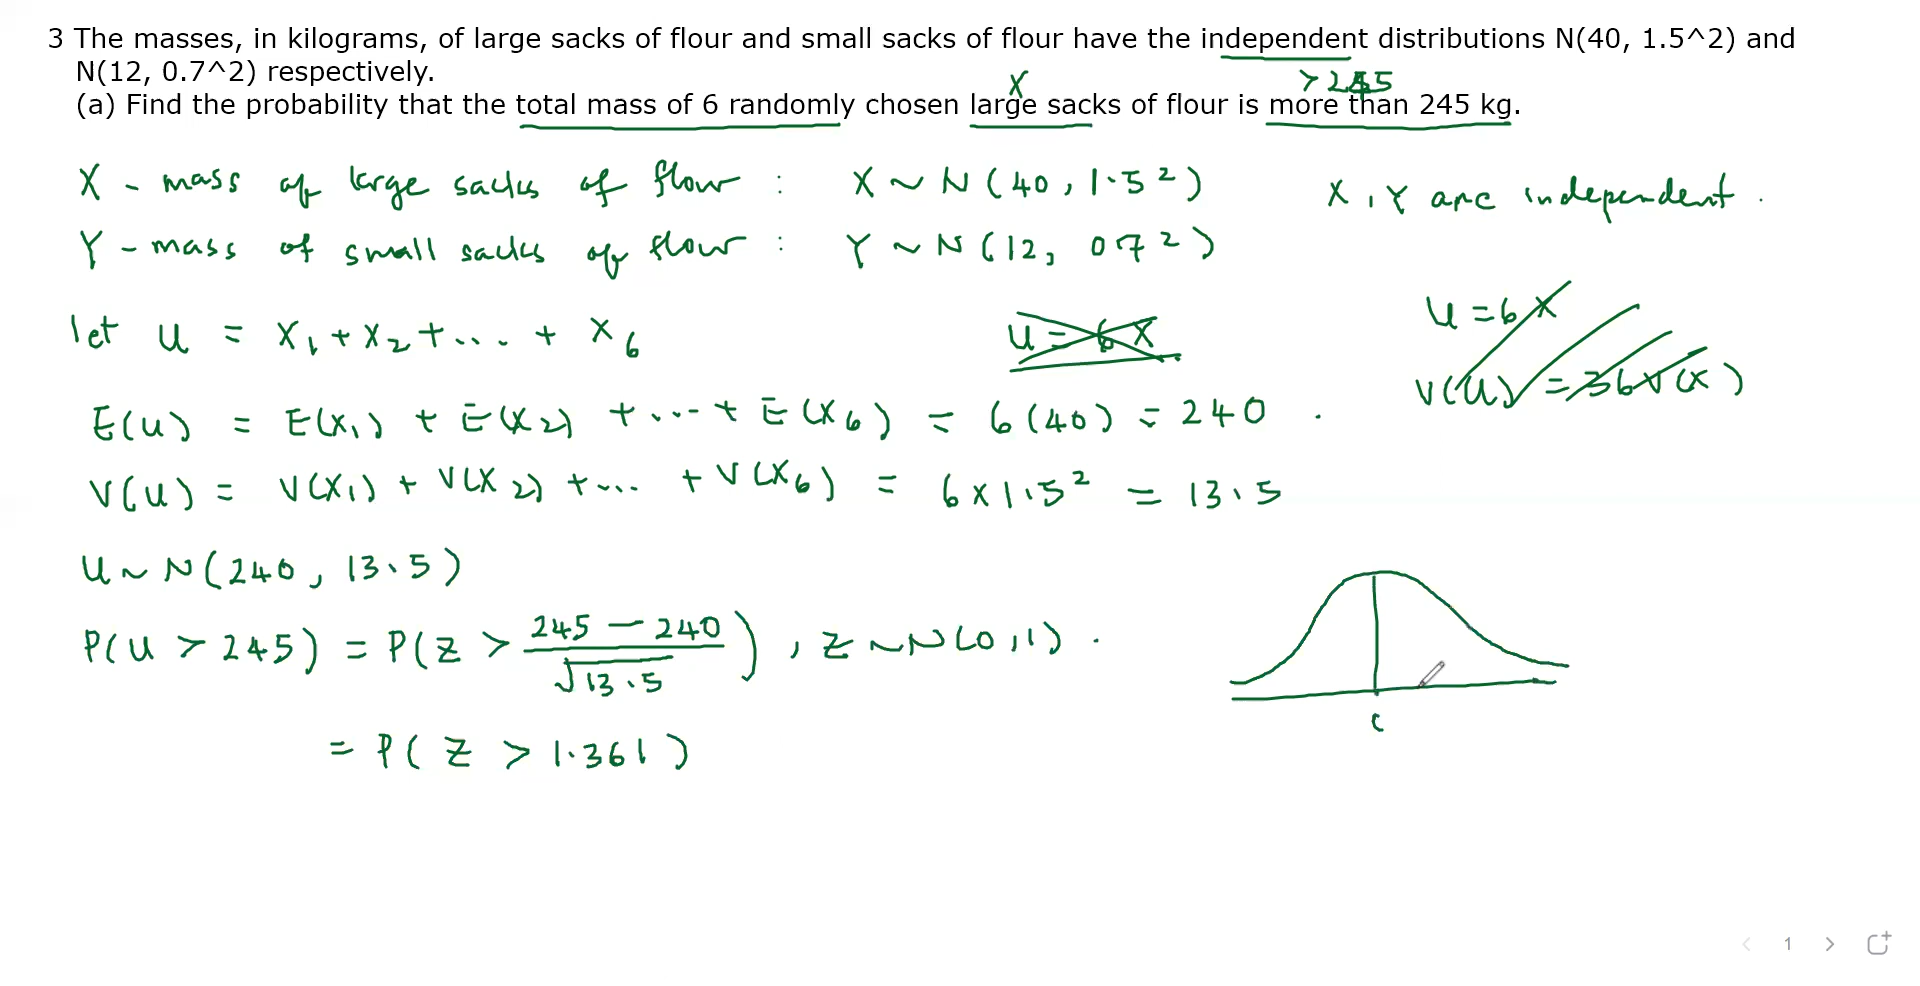 3 The masses, in kilograms, of large sacks of flour and small sacks of flour have the independent distributions N(40, 1.5^2) and
N(12, 0.7^2) respectively.
X > 245
(a) Find the probability that the total mass of 6 randomly chosen large sacks of flour is more than 245 kg.
X - mass of large sacks of flow : X ~ N (40, 1.5²) X, Y are independent.
Y - mass of small sacks of flow : Y ~ N (12, 0.7²)
let U = X₁ + X₂ + ... + X₆ U = 6X U = 6X
V(U) = 36V(X)
E(U) = E(X₁) + E(X₂) + ... + E(X₆) = 6(40) = 240.
V(U) = V(X₁) + V(X₂) + ... + V(X₆) = 6 x 1.5² = 13.5
U ~ N(240, 13.5)
P(U > 245) = P(Z > (245 - 240)/√13.5), Z ~ N(0,1).
= P(Z > 1.361)
1